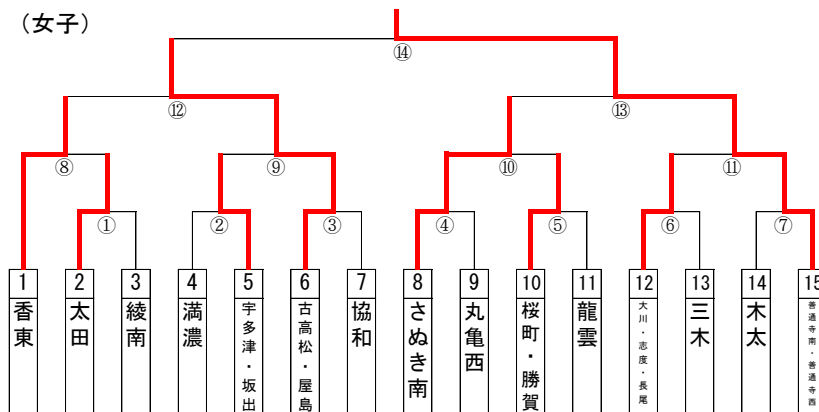 （女子）
⑭
⑫
⑬
⑧
⑨
⑩
⑪
①
②
③
④
⑤
⑥
⑦
1
2
3
4
5
6
7
8
9
10
11
12
13
14
15
香東
太田
綾南
満濃
宇多津・坂出
古高松・屋島
協和
さぬき南
丸亀西
桜町・勝賀
龍雲
大川・志度・長尾
三木
木太
善通寺南・善通寺西